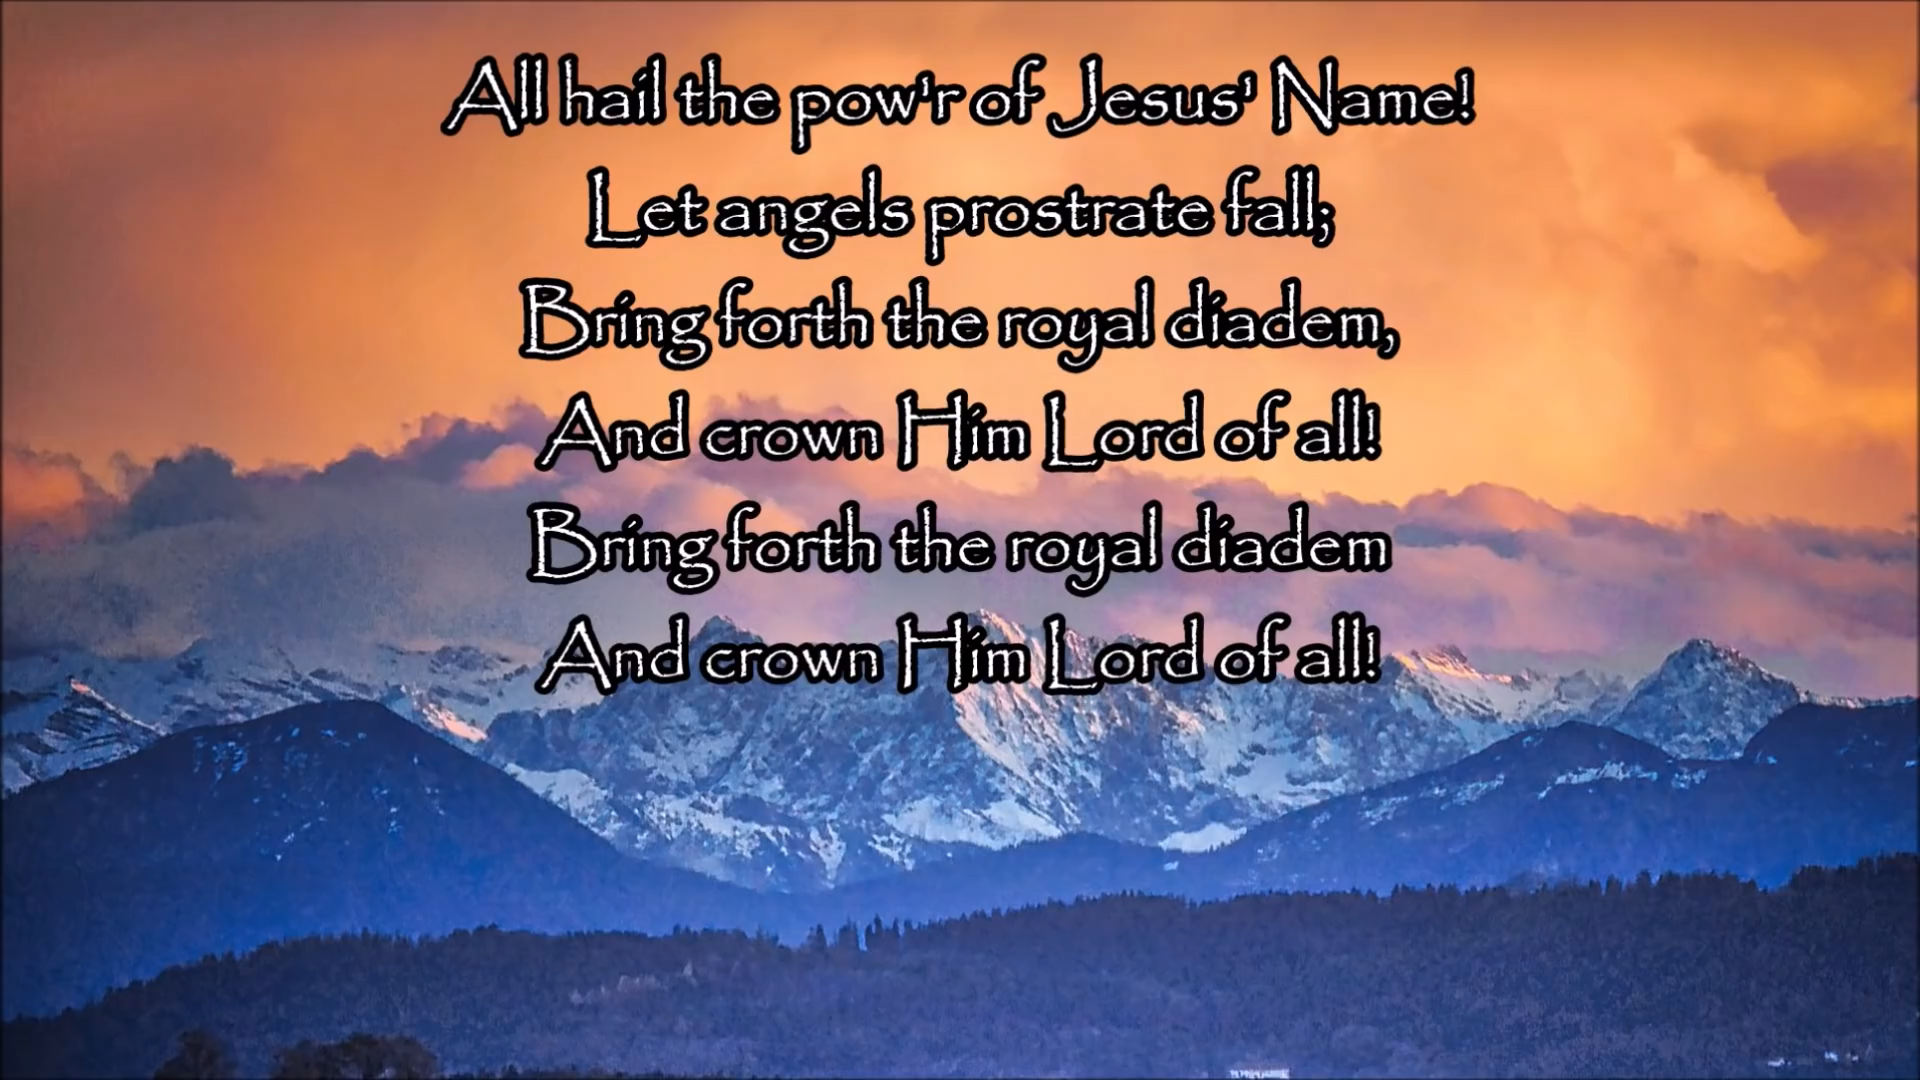 All hail the pow'r of Jesus' Name!
Let angels prostrate fall;
Bring forth the royal diadem,
And crown Him Lord of all!
Bring forth the royal diadem
And crown Him Lord of all!